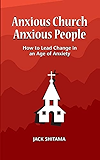 Anxious Church
Anxious People
How to Lead Change in
an Age of Anxiety
JACK SHITAMA